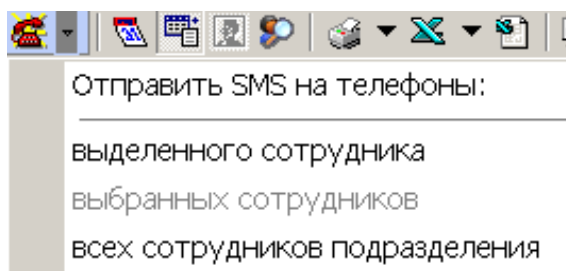 Отправить SMS на телефоны:
выделенного сотрудника
выбранных сотрудников
всех сотрудников подразделения